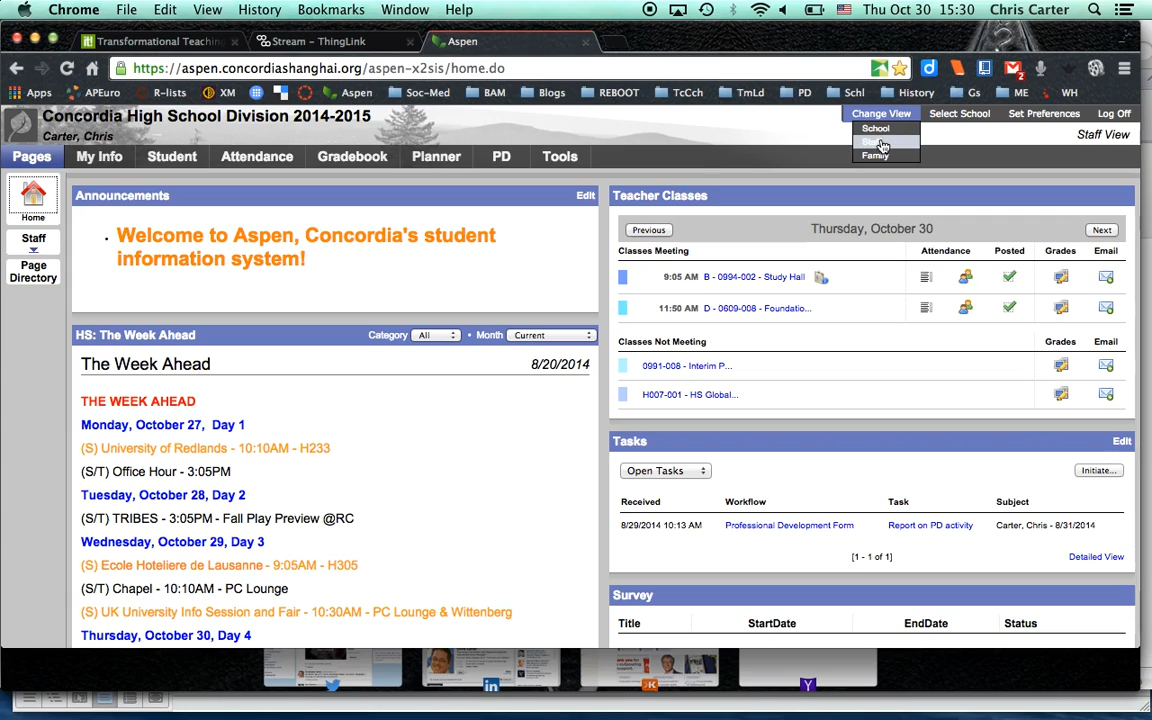 Chrome File Edit View History Bookmarks Window Help Thu Oct 30 15:30 Chris Carter
Transformational Teaching Stream – ThingLink Aspen
https://aspen.concordiashanghai.org/aspen-x2sis/home.do
Apps APEuro R-lists XM Aspen Soc-Med BAM Blogs REBOOT TcCch TmLd PD Schl History Gs ME WH
Concordia High School Division 2014-2015
Carter, Chris
Change View Select School Set Preferences Log Off
School
Family
Staff View
Pages My Info Student Attendance Gradebook Planner PD Tools
Home
Staff
Page Directory
Announcements Edit
Welcome to Aspen, Concordia's student
information system!
HS: The Week Ahead Category All • Month Current
The Week Ahead 8/20/2014
THE WEEK AHEAD
Monday, October 27, Day 1
(S) University of Redlands - 10:10AM - H233
(S/T) Office Hour - 3:05PM
Tuesday, October 28, Day 2
(S/T) TRIBES - 3:05PM - Fall Play Preview @RC
Wednesday, October 29, Day 3
(S) Ecole Hoteliere de Lausanne - 9:05AM - H305
(S/T) Chapel - 10:10AM - PC Lounge
(S) UK University Info Session and Fair - 10:30AM - PC Lounge & Wittenberg
Thursday, October 30, Day 4
Teacher Classes
Previous Thursday, October 30 Next
Classes Meeting Attendance Posted Grades Email
9:05 AM B - 0994-002 - Study Hall
11:50 AM D - 0609-008 - Foundatio...
Classes Not Meeting Grades Email
0991-008 - Interim P...
H007-001 - HS Global...
Tasks Edit
Open Tasks Initiate...
Received Workflow Task Subject
8/29/2014 10:13 AM Professional Development Form Report on PD activity Carter, Chris - 8/31/2014
[1 - 1 of 1] Detailed View
Survey
Title StartDate EndDate Status